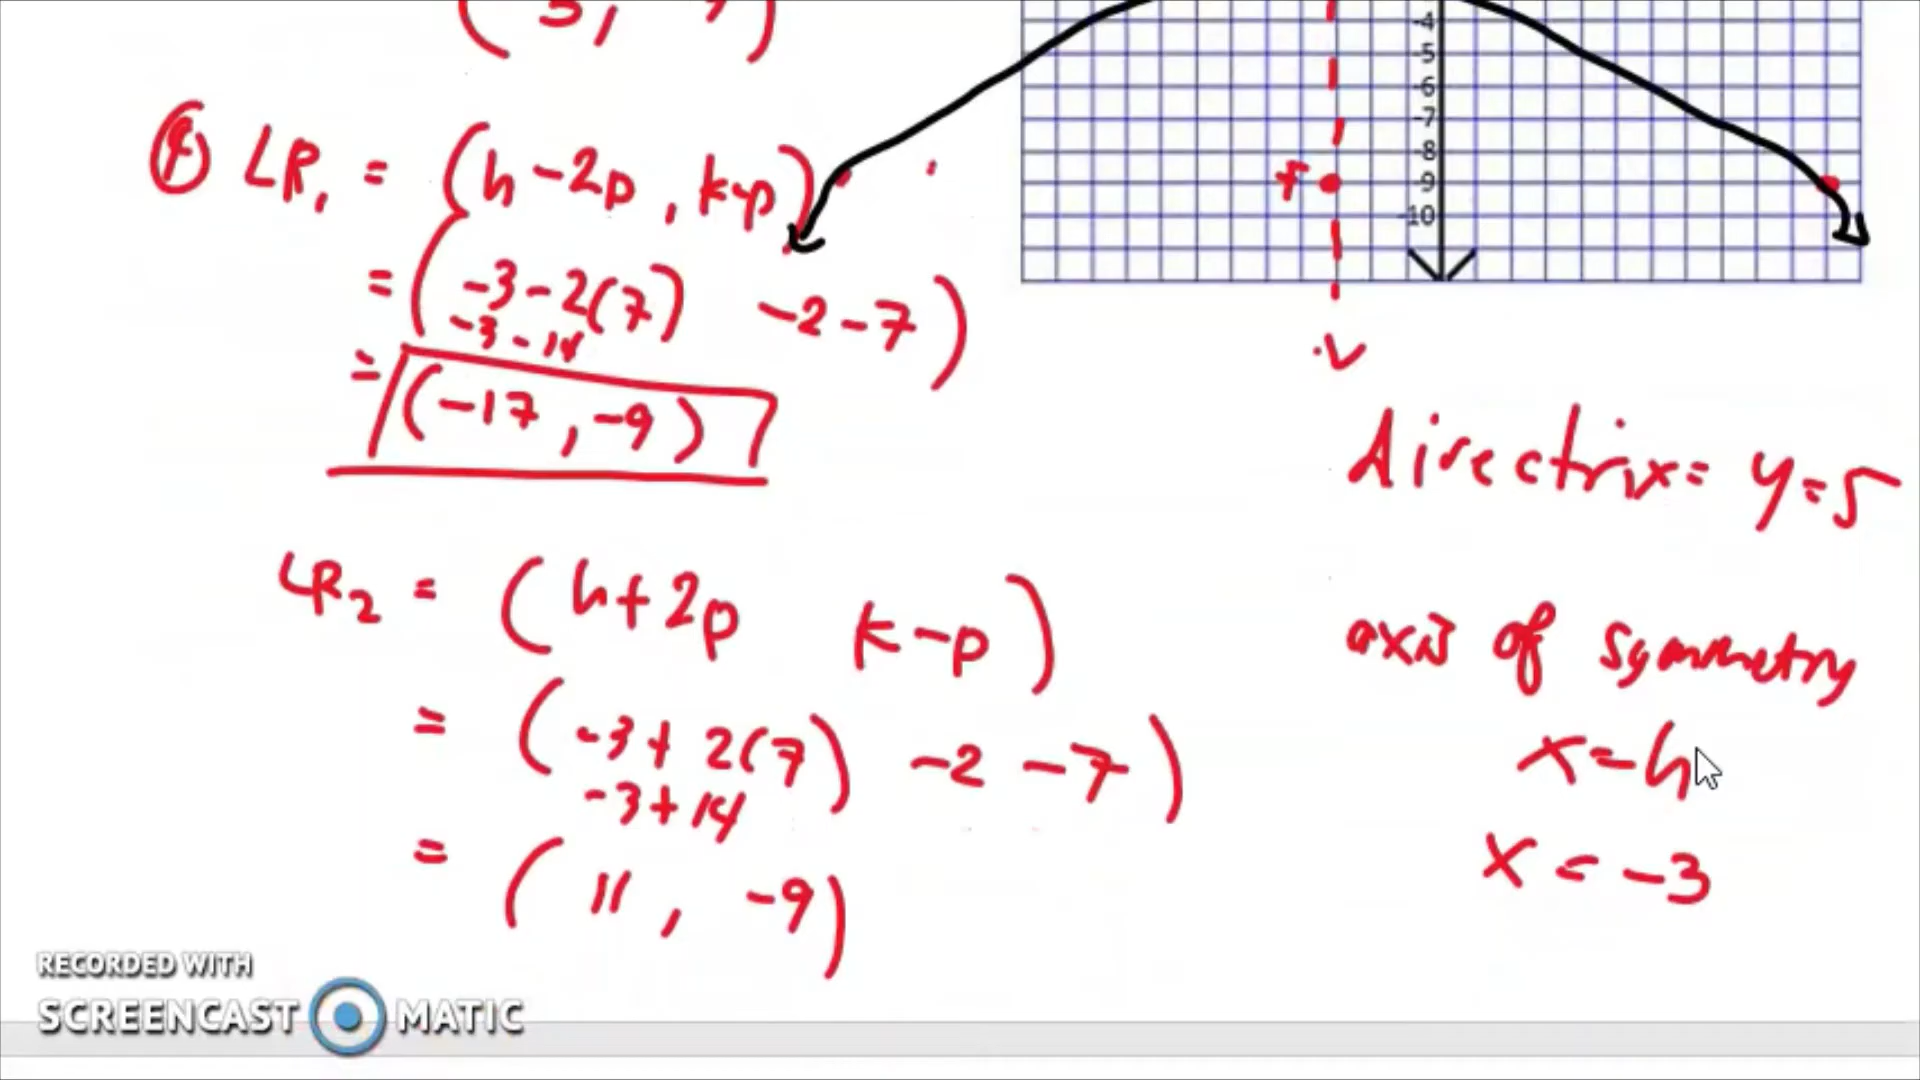 f LR₁ = (h - 2p, k-p)
= (-3 - 2(7) -2 - 7)
-3 - 14
= (-17, -9)
LR₂ = (h + 2p k - p)
= (-3 + 2(7) -2 - 7)
-3 + 14
= (11, -9)
-4
-5
-6
-7
-8
F -9
-10
V
directrix = y = 5
axis of symmetry
x = h
x = -3
RECORDED WITH
SCREENCAST MATIC